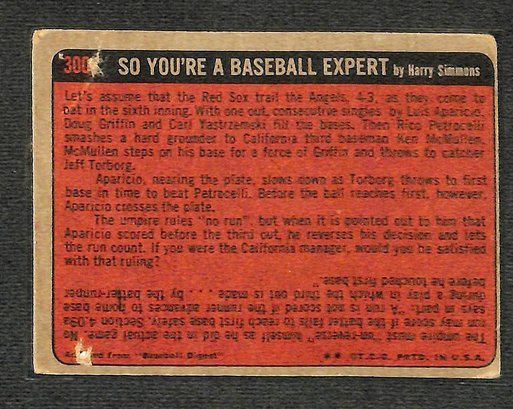 300 SO YOU'RE A BASEBALL EXPERT by Harry Simmons
Let's assume that the Red Sox trail the Angels, 4-3, as they come to
bat in the sixth inning. With one out, consecutive singles by Luis Aparicio,
Doug Griffin and Carl Yastrzemski fill the bases. Then Rico Petrocelli
smashes a hard grounder to California third baseman Ken McMullen.
McMullen steps on his base for a force of Griffin and throws to catcher
Jeff Torborg.
Aparicio, nearing the plate, slows down as Torborg throws to first
base in time to beat Petrocelli. Before the ball reaches first, however,
Aparicio crosses the plate.
The umpire rules "no run", but when it is pointed out to him that
Aparicio scored before the third out, he reverses his decision and lets
the run count. If you were the California manager, would you be satisfied
with that ruling?
The umpire must "un-reverse" himself as he did in the actual game. No
run may score if the batter fails to reach first base safely. Section 4.09a
says in part, "A run is not scored if the runner advances to home base
during a play in which the third out is made . . . by the batter-runner
before he touched first base."
from: "Baseball Digest"
** ©T.C.G. PRTD. IN U.S.A.